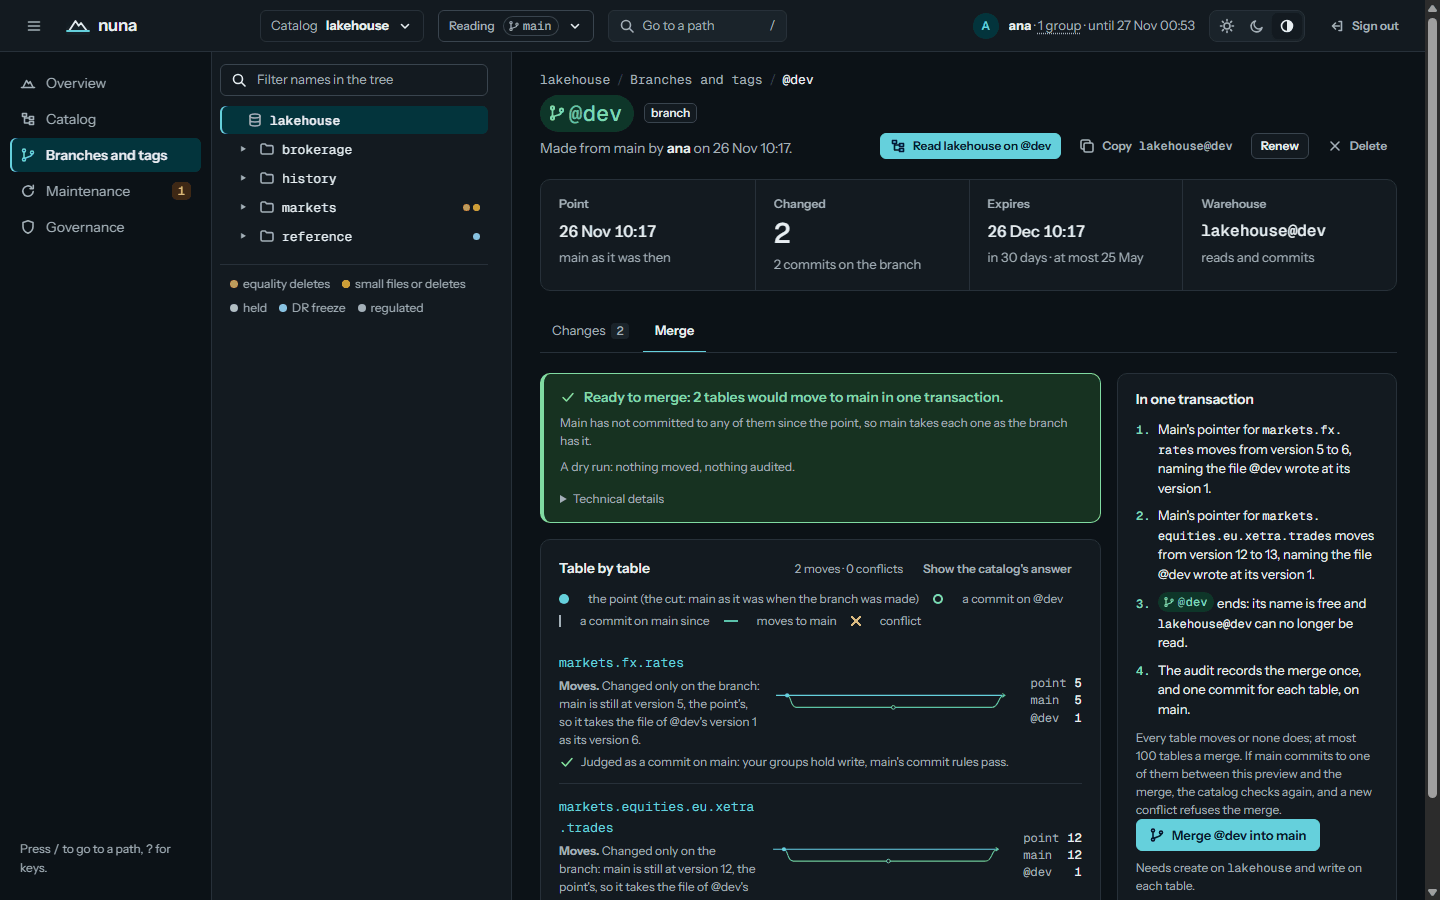 nuna
Catalog lakehouse
Reading main
Go to a path /
A ana · 1 group · until 27 Nov 00:53
Sign out
Overview
Catalog
Branches and tags
Maintenance 1
Governance
Press / to go to a path, ? for
keys.
Filter names in the tree
lakehouse
brokerage
history
markets
reference
equality deletes small files or deletes
held DR freeze regulated
lakehouse / Branches and tags / @dev
@dev branch
Made from main by ana on 26 Nov 10:17.
Read lakehouse on @dev
Copy lakehouse@dev
Renew
Delete
Point
26 Nov 10:17
main as it was then
Changed
2
2 commits on the branch
Expires
26 Dec 10:17
in 30 days · at most 25 May
Warehouse
lakehouse@dev
reads and commits
Changes 2
Merge
Ready to merge: 2 tables would move to main in one transaction.
Main has not committed to any of them since the point, so main takes each one as the branch
has it.
A dry run: nothing moved, nothing audited.
Technical details
Table by table
2 moves · 0 conflicts
Show the catalog's answer
the point (the cut: main as it was when the branch was made) a commit on @dev
a commit on main since moves to main conflict
markets.fx.rates
Moves. Changed only on the branch:
main is still at version 5, the point's,
so it takes the file of @dev's version 1
as its version 6.
point 5
main 5
@dev 1
Judged as a commit on main: your groups hold write, main's commit rules pass.
markets.equities.eu.xetra
.trades
Moves. Changed only on the
branch: main is still at version 12, the
point's, so it takes the file of @dev's
point 12
main 12
@dev 1
In one transaction
1. Main's pointer for markets.fx.
rates moves from version 5 to 6,
naming the file @dev wrote at its
version 1.
2. Main's pointer for markets.
equities.eu.xetra.trades moves
from version 12 to 13, naming the file
@dev wrote at its version 1.
3. @dev ends: its name is free and
lakehouse@dev can no longer be
read.
4. The audit records the merge once,
and one commit for each table, on
main.
Every table moves or none does; at most
100 tables a merge. If main commits to one
of them between this preview and the
merge, the catalog checks again, and a new
conflict refuses the merge.
Merge @dev into main
Needs create on lakehouse and write on
each table.